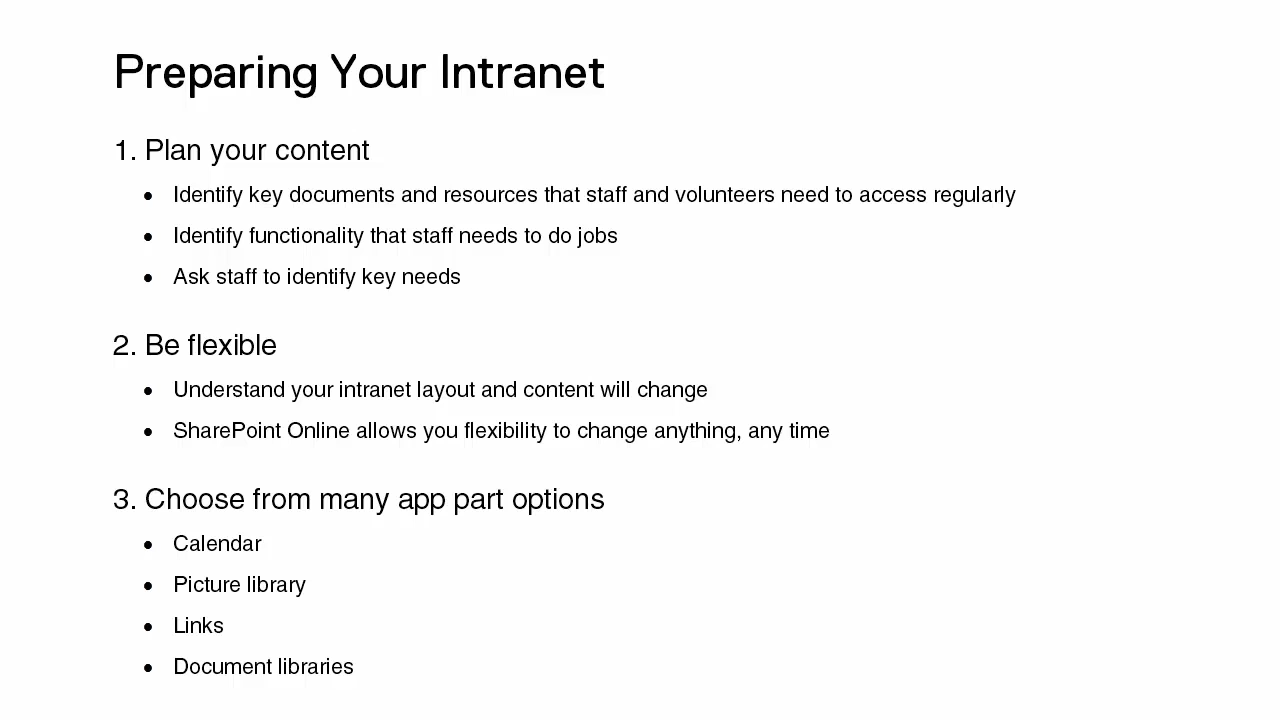 Preparing Your Intranet
1. Plan your content
• Identify key documents and resources that staff and volunteers need to access regularly
• Identify functionality that staff needs to do jobs
• Ask staff to identify key needs
2. Be flexible
• Understand your intranet layout and content will change
• SharePoint Online allows you flexibility to change anything, any time
3. Choose from many app part options
• Calendar
• Picture library
• Links
• Document libraries